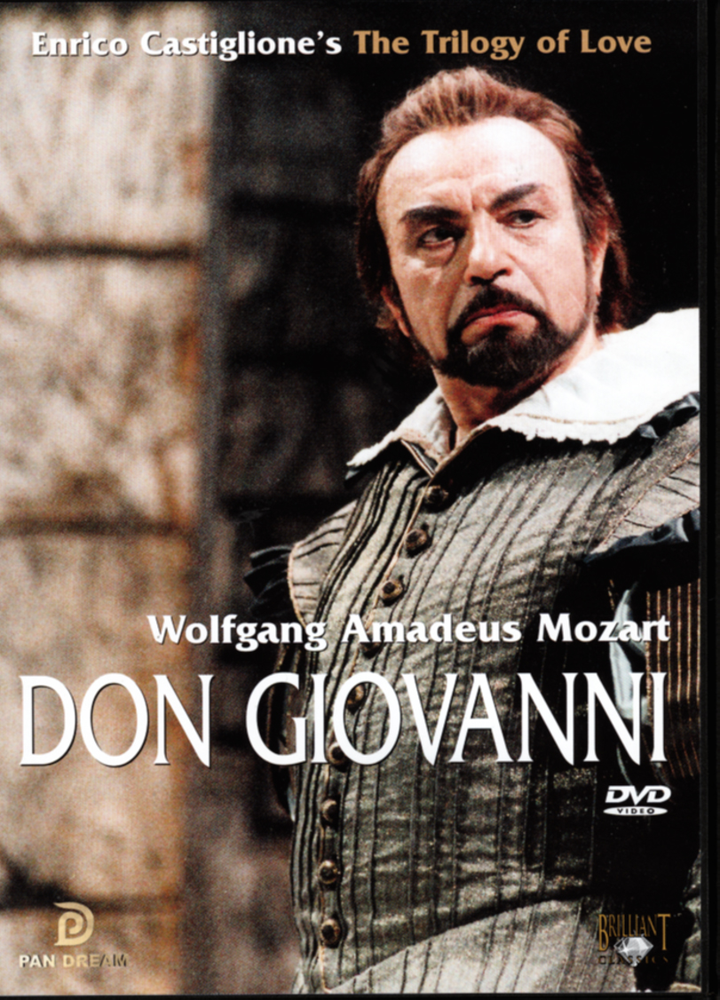 Enrico Castiglione's The Trilogy of Love
Wolfgang Amadeus Mozart
DON GIOVANNI
DVD
VIDEO
PAN DREAM
BRILLIANT
CLASSICS